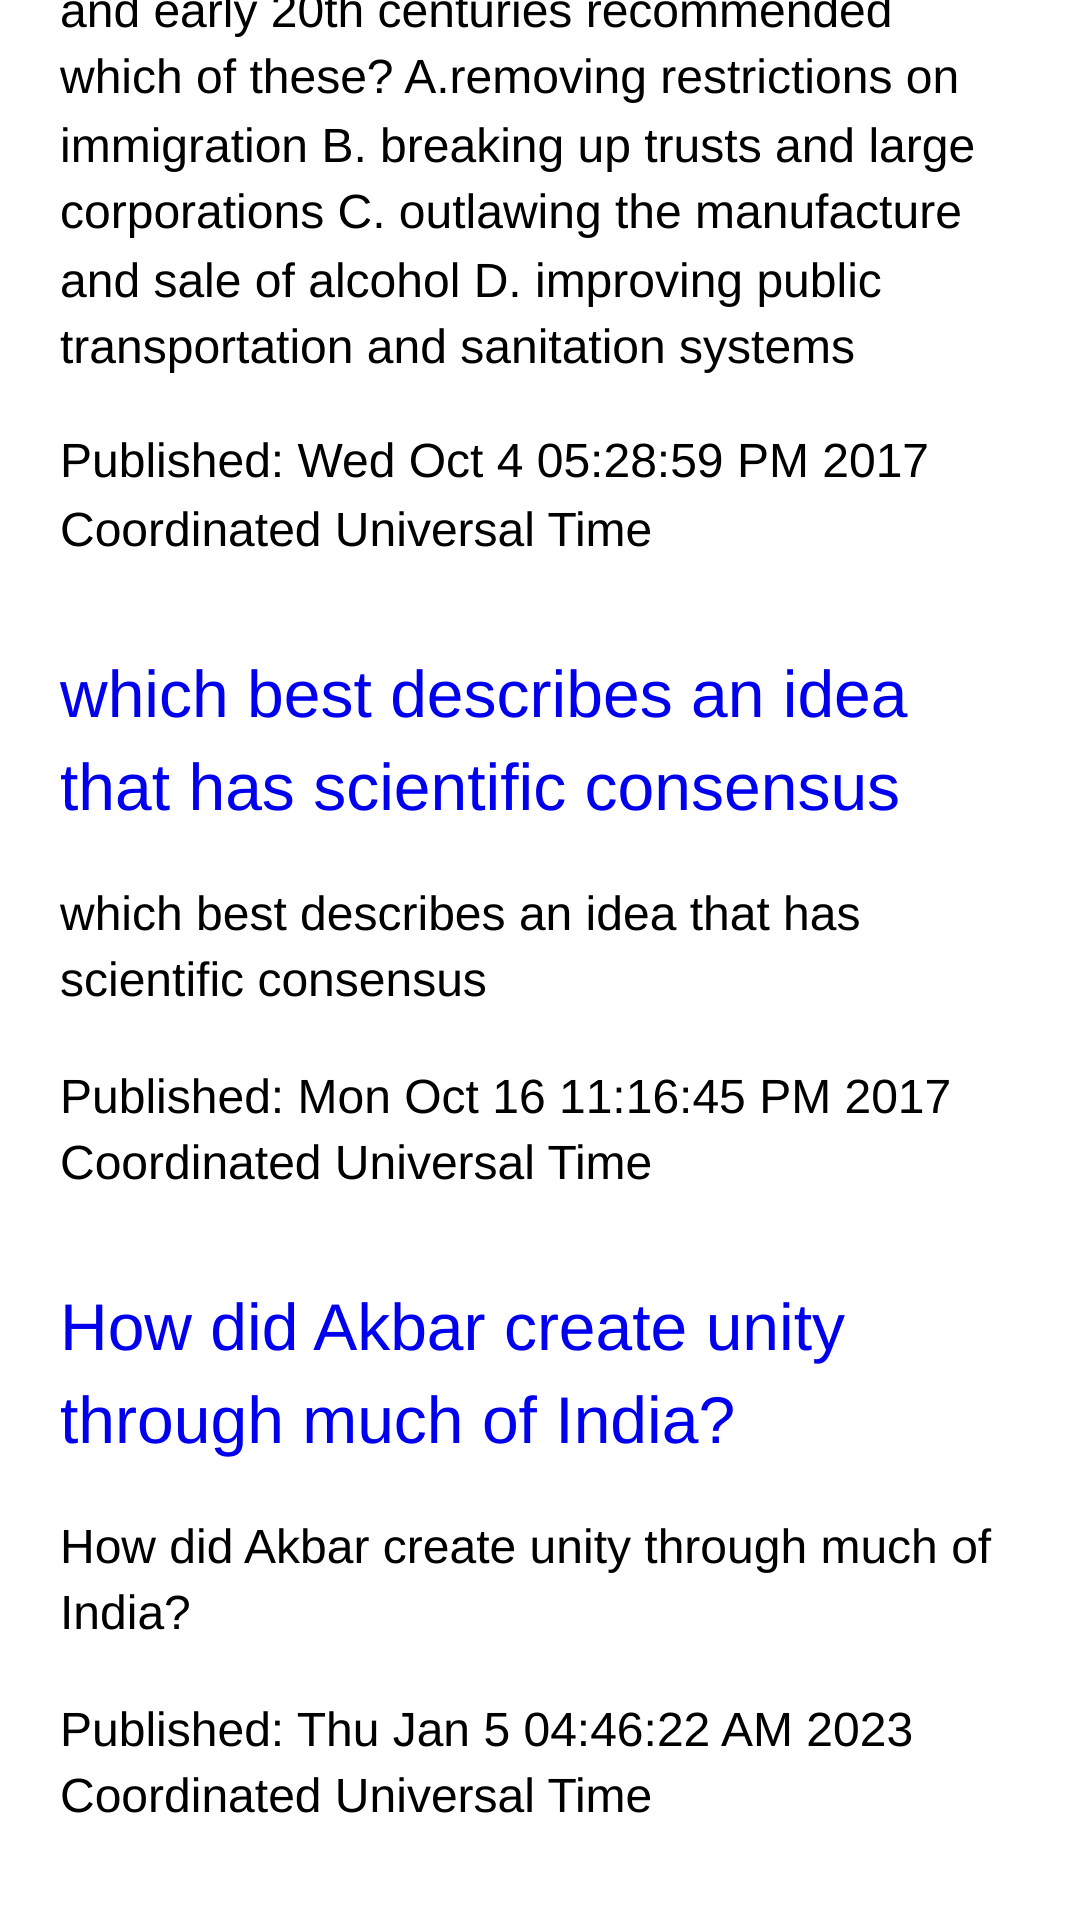 and early 20th centuries recommended
which of these? A.removing restrictions on
immigration B. breaking up trusts and large
corporations C. outlawing the manufacture
and sale of alcohol D. improving public
transportation and sanitation systems
Published: Wed Oct 4 05:28:59 PM 2017
Coordinated Universal Time
which best describes an idea
that has scientific consensus
which best describes an idea that has
scientific consensus
Published: Mon Oct 16 11:16:45 PM 2017
Coordinated Universal Time
How did Akbar create unity
through much of India?
How did Akbar create unity through much of
India?
Published: Thu Jan 5 04:46:22 AM 2023
Coordinated Universal Time